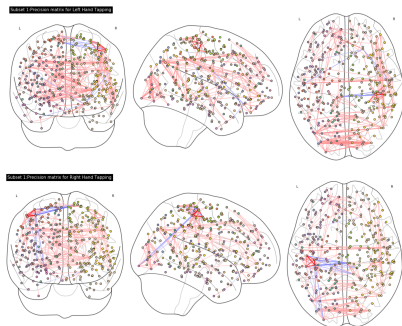 Subset 1:Precision matrix for Left Hand Tapping
L R
L R
Subset 1:Precision matrix for Right Hand Tapping
L R
L R